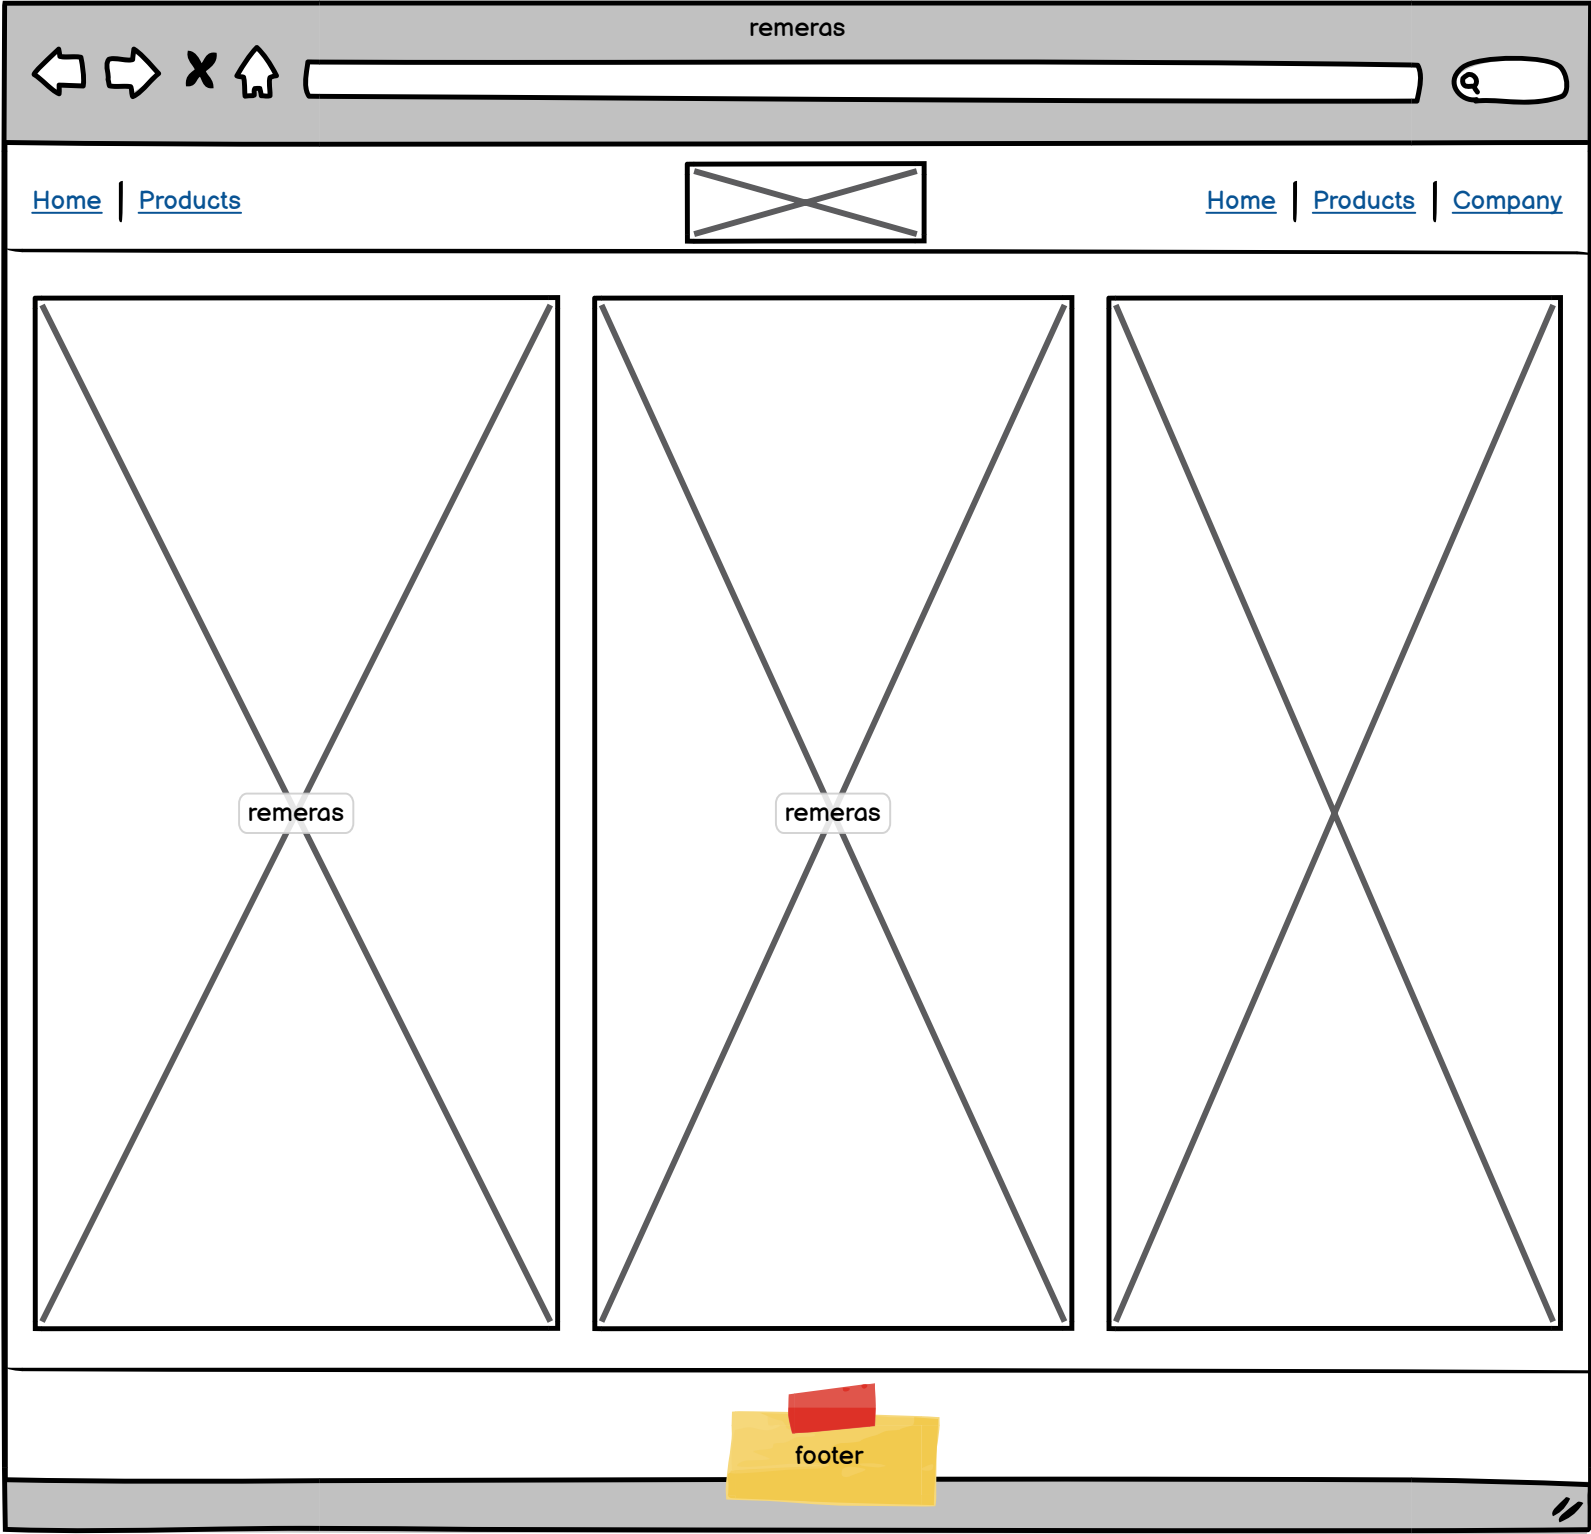 remeras
Home | Products
Home | Products | Company
remeras
remeras
footer